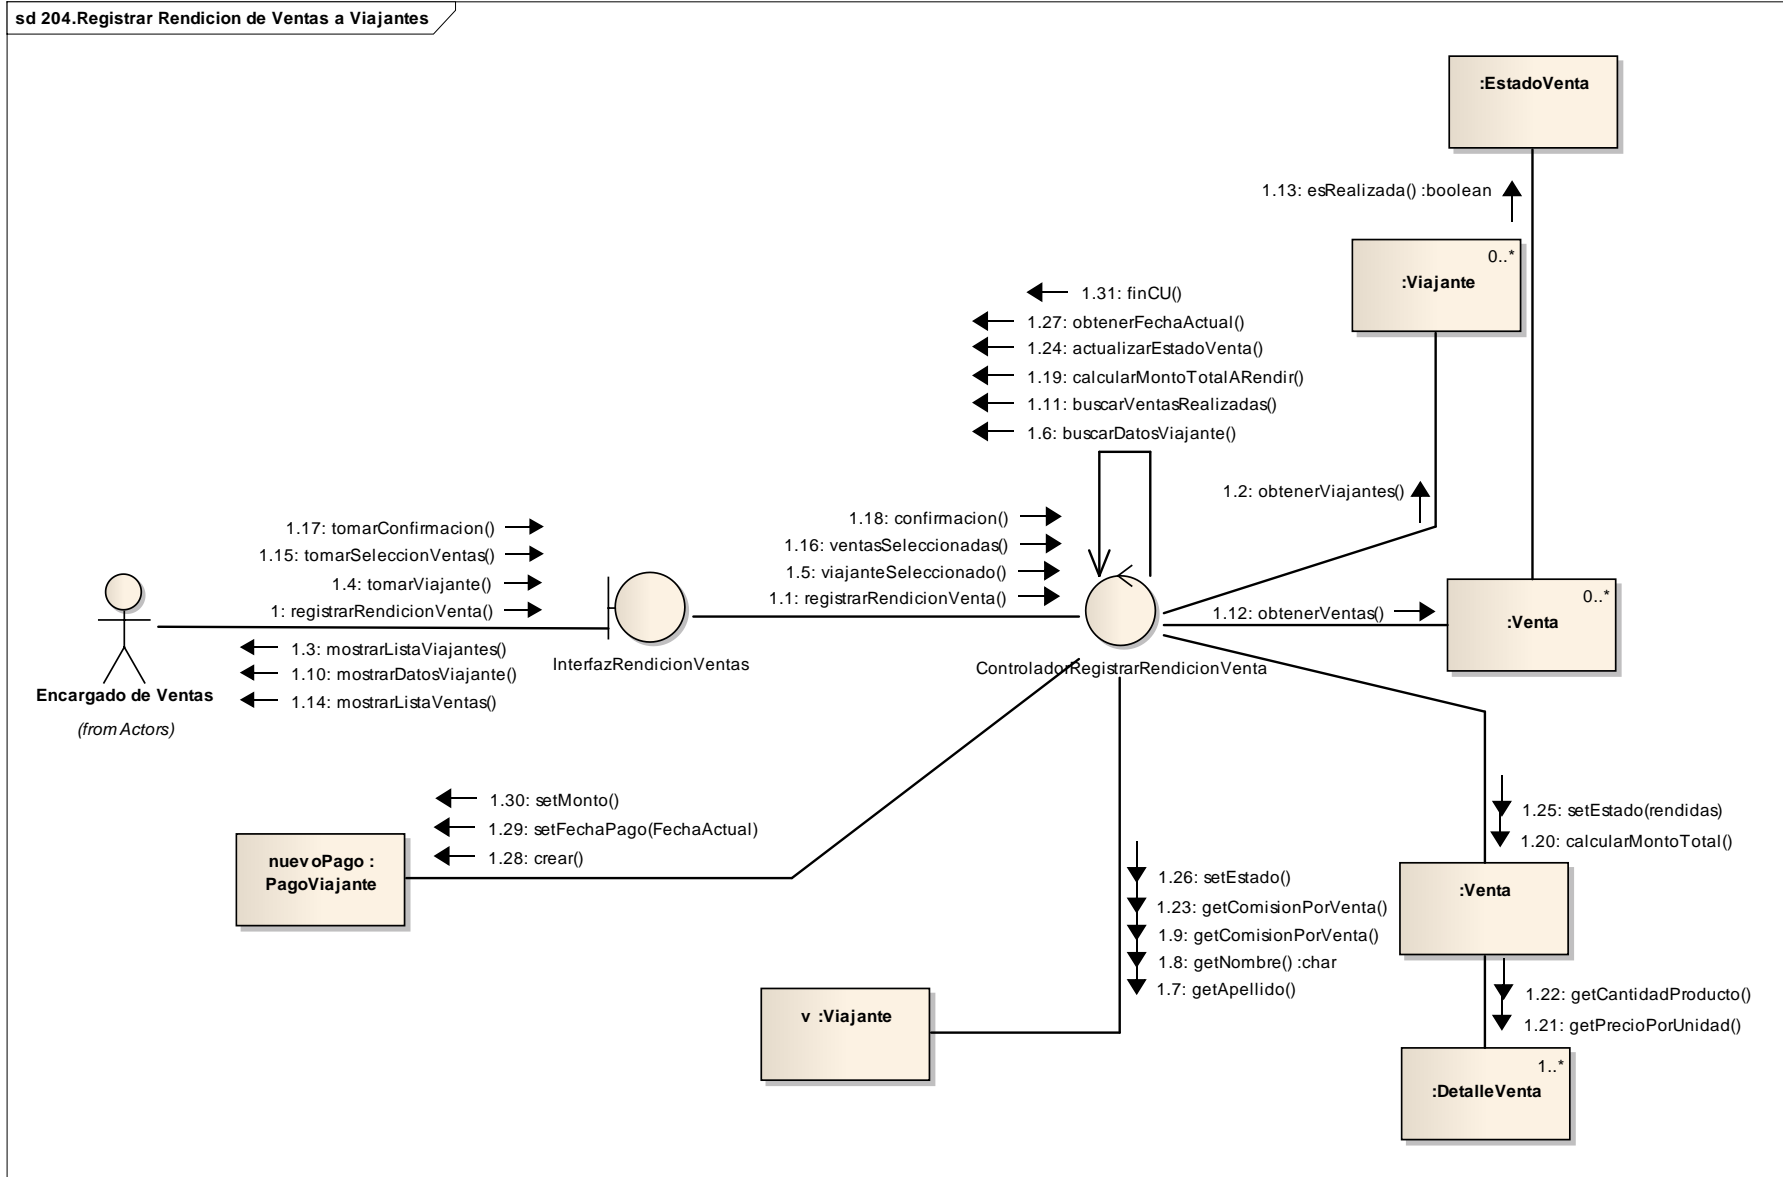 sd 204.Registrar Rendicion de Ventas a Viajantes
:EstadoVenta
1.13: esRealizada() :boolean
0..*
:Viajante
1.31: finCU()
1.27: obtenerFechaActual()
1.24: actualizarEstadoVenta()
1.19: calcularMontoTotalARendir()
1.11: buscarVentasRealizadas()
1.6: buscarDatosViajante()
1.2: obtenerViajantes()
1.17: tomarConfirmacion()
1.15: tomarSeleccionVentas()
1.4: tomarViajante()
1: registrarRendicionVenta()
1.18: confirmacion()
1.16: ventasSeleccionadas()
1.5: viajanteSeleccionado()
1.1: registrarRendicionVenta()
1.12: obtenerVentas()
0..*
:Venta
1.3: mostrarListaViajantes()
1.10: mostrarDatosViajante()
1.14: mostrarListaVentas()
InterfazRendicionVentas
ControladorRegistrarRendicionVenta
Encargado de Ventas
(from Actors)
1.30: setMonto()
1.29: setFechaPago(FechaActual)
1.28: crear()
nuevoPago :
PagoViajante
1.25: setEstado(rendidas)
1.20: calcularMontoTotal()
:Venta
1.26: setEstado()
1.23: getComisionPorVenta()
1.9: getComisionPorVenta()
1.8: getNombre() :char
1.7: getApellido()
v :Viajante
1.22: getCantidadProducto()
1.21: getPrecioPorUnidad()
1..*
:DetalleVenta